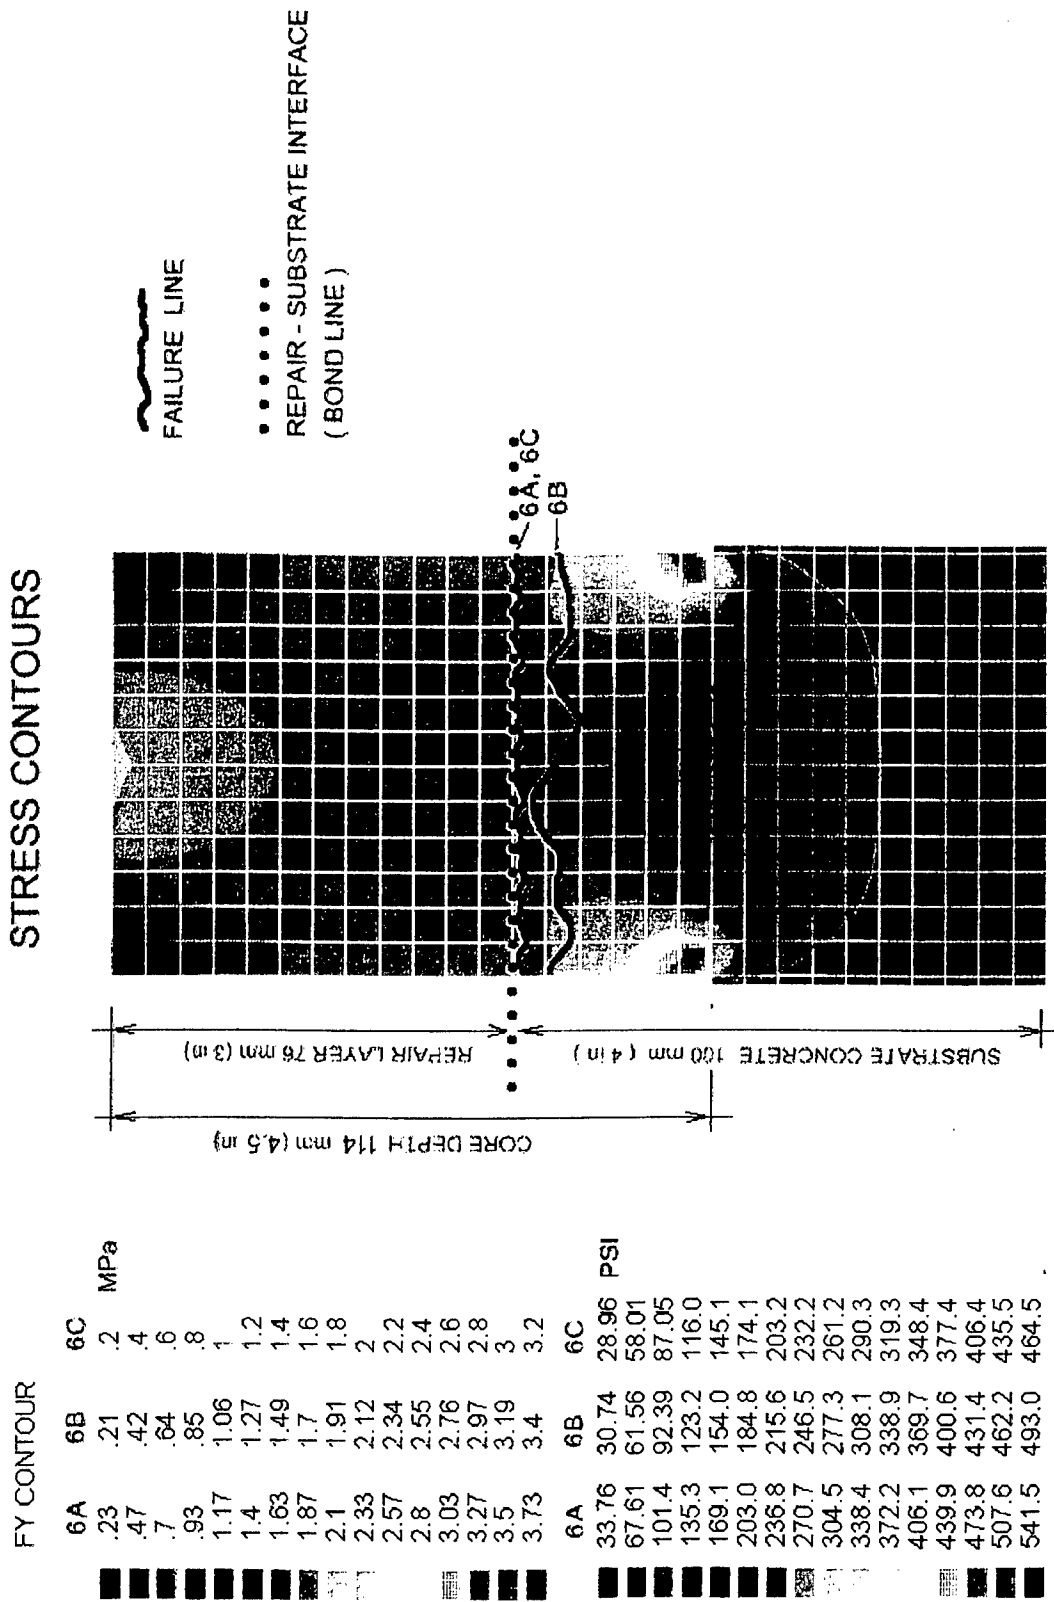 STRESS CONTOURS
FAILURE LINE
REPAIR - SUBSTRATE INTERFACE
( BOND LINE )
6A, 6C
6B
REPAIR LAYER 76 mm (3 in)
SUBSTRATE CONCRETE 100 mm ( 4 in )
CORE DEPTH 114 mm (4.5 in)
FY CONTOUR
6A 6B 6C
.23 .21 .2 MPa
.47 .42 .4
.7 .64 .6
.93 .85 .8
1.17 1.06 1
1.4 1.27 1.2
1.63 1.49 1.4
1.87 1.7 1.6
2.1 1.91 1.8
2.33 2.12 2
2.57 2.34 2.2
2.8 2.55 2.4
3.03 2.76 2.6
3.27 2.97 2.8
3.5 3.19 3
3.73 3.4 3.2
6A 6B 6C
33.76 30.74 28.96 PSI
67.61 61.56 58.01
101.4 92.39 87.05
135.3 123.2 116.0
169.1 154.0 145.1
203.0 184.8 174.1
236.8 215.6 203.2
270.7 246.5 232.2
304.5 277.3 261.2
338.4 308.1 290.3
372.2 338.9 319.3
406.1 369.7 348.4
439.9 400.6 377.4
473.8 431.4 406.4
507.6 462.2 435.5
541.5 493.0 464.5